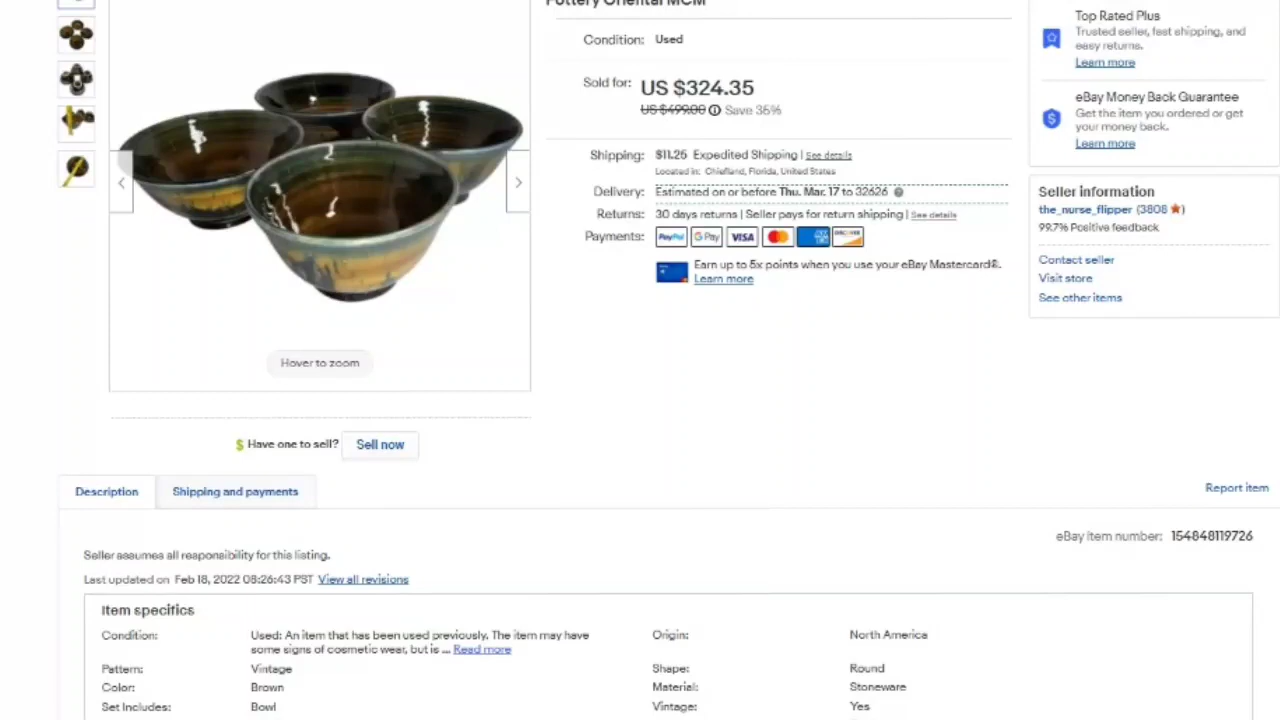 Pottery Oriental MCM
Condition: Used
Sold for: US $324.35
US $499.00 Save 35%
Shipping: $11.25 Expedited Shipping | See details
Located in: Chiefland, Florida, United States
Delivery: Estimated on or before Thu. Mar. 17 to 32626
Returns: 30 days returns | Seller pays for return shipping | See details
Payments: PayPal G Pay VISA DISCOVER
Earn up to 5x points when you use your eBay Mastercard®.
Learn more
Top Rated Plus
Trusted seller, fast shipping, and
easy returns.
Learn more
eBay Money Back Guarantee
Get the item you ordered or get
your money back.
Learn more
Seller information
the_nurse_flipper (3808)
99.7% Positive feedback
Contact seller
Visit store
See other items
Hover to zoom
$ Have one to sell? Sell now
Description Shipping and payments
Report item
eBay item number: 154848119726
Seller assumes all responsibility for this listing.
Last updated on Feb 18, 2022 08:26:43 PST View all revisions
Item specifics
Condition: Used: An item that has been used previously. The item may have
some signs of cosmetic wear, but is ... Read more
Origin: North America
Pattern: Vintage
Shape: Round
Color: Brown
Material: Stoneware
Set Includes: Bowl
Vintage: Yes